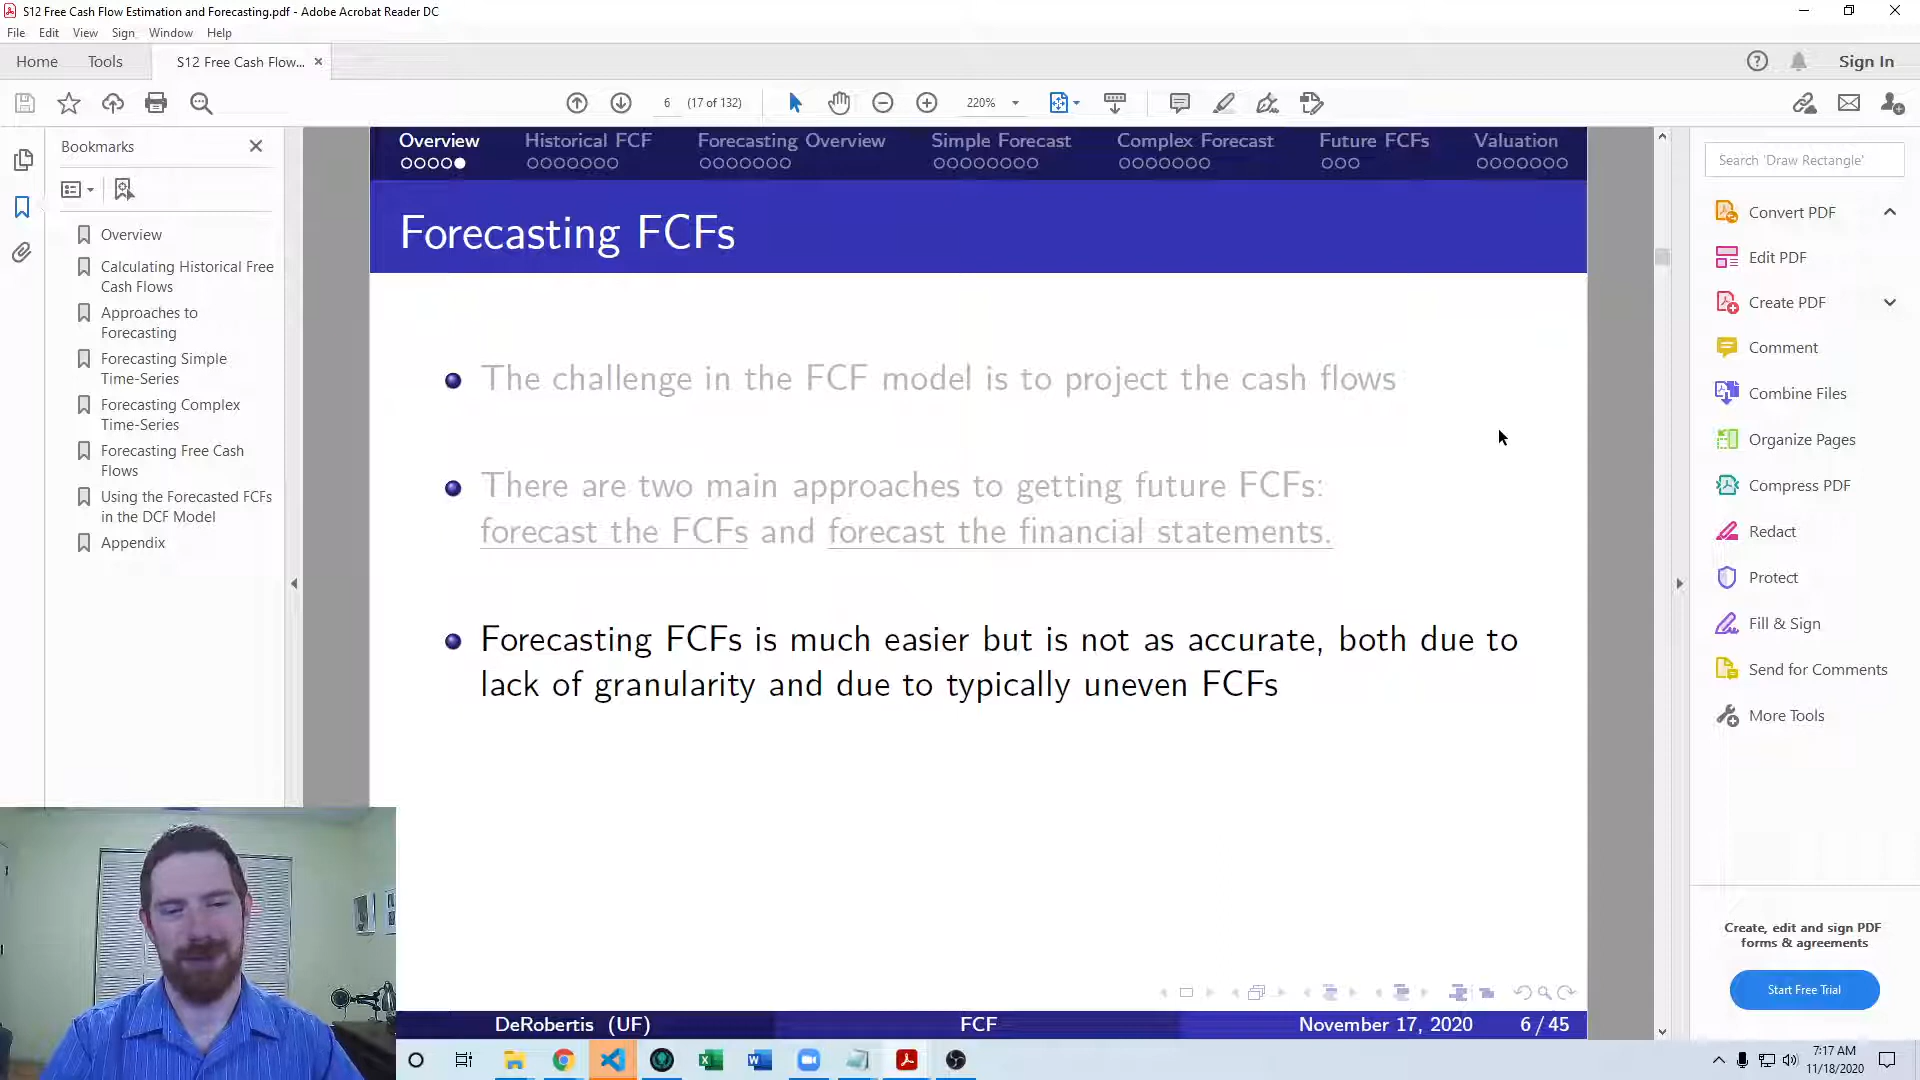 S12 Free Cash Flow Estimation and Forecasting.pdf - Adobe Acrobat Reader DC
File Edit View Sign Window Help
Home Tools S12 Free Cash Flow... × Sign In
6 (17 of 132) 220%
Bookmarks
Overview
Calculating Historical Free
Cash Flows
Approaches to
Forecasting
Forecasting Simple
Time-Series
Forecasting Complex
Time-Series
Forecasting Free Cash
Flows
Using the Forecasted FCFs
in the DCF Model
Appendix
Overview Historical FCF Forecasting Overview Simple Forecast Complex Forecast Future FCFs Valuation
Forecasting FCFs
The challenge in the FCF model is to project the cash flows
There are two main approaches to getting future FCFs:
forecast the FCFs and forecast the financial statements.
Forecasting FCFs is much easier but is not as accurate, both due to
lack of granularity and due to typically uneven FCFs
DeRobertis (UF) FCF November 17, 2020 6 / 45
Search 'Draw Rectangle'
Convert PDF
Edit PDF
Create PDF
Comment
Combine Files
Organize Pages
Compress PDF
Redact
Protect
Fill & Sign
Send for Comments
More Tools
Create, edit and sign PDF
forms & agreements
Start Free Trial
7:17 AM
11/18/2020